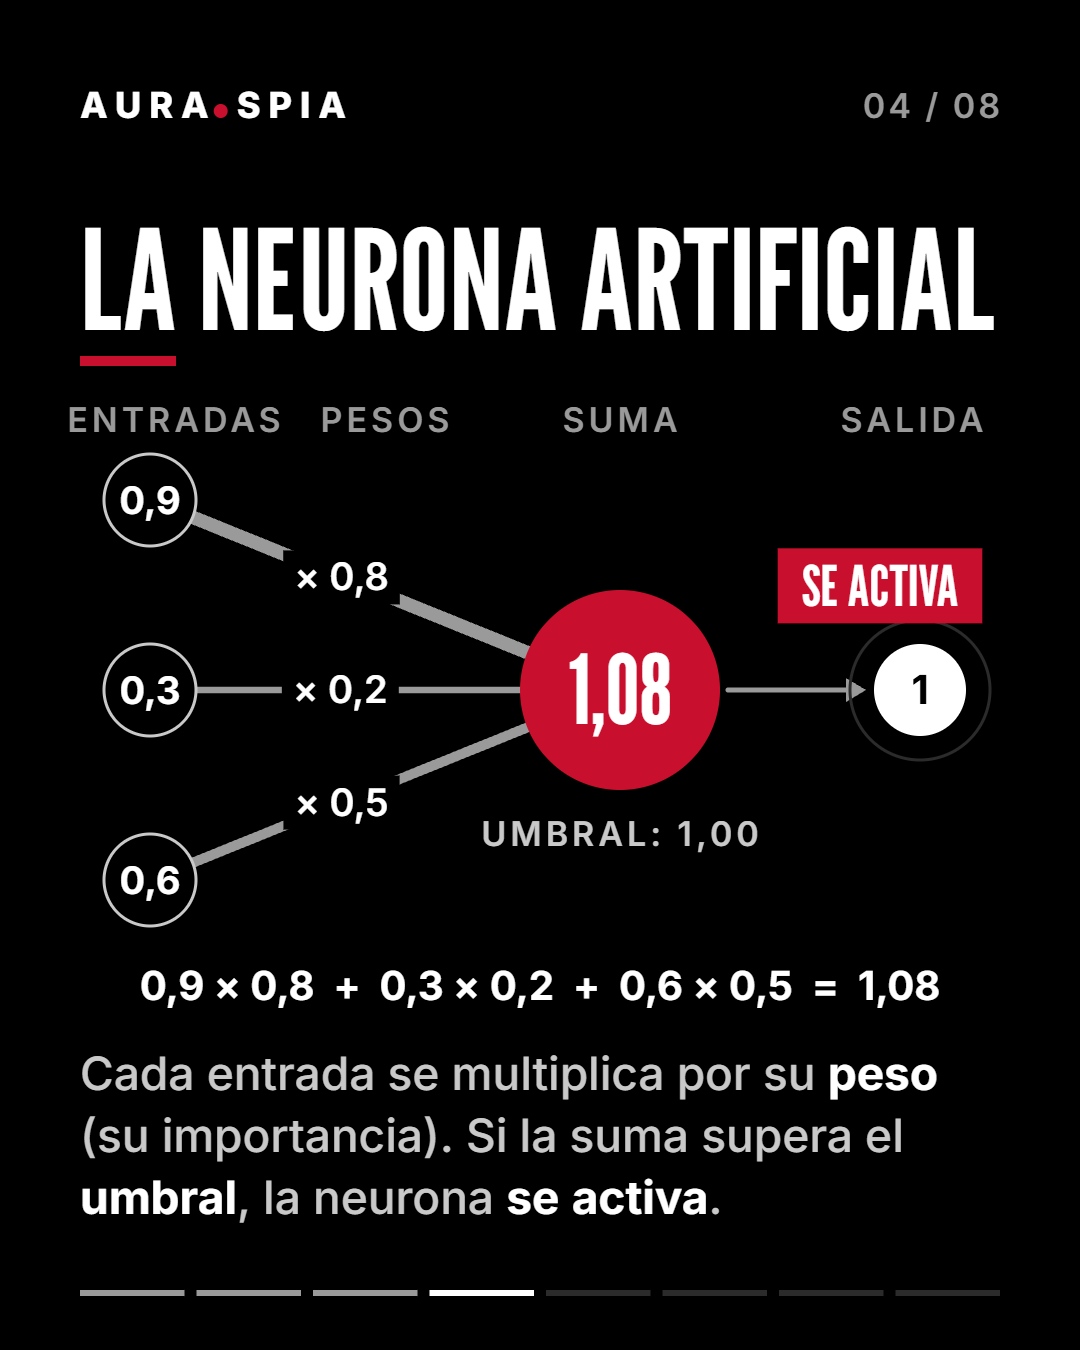 AURA.SPIA
04 / 08
LA NEURONA ARTIFICIAL
ENTRADAS PESOS SUMA SALIDA
0,9
× 0,8
SE ACTIVA
0,3 × 0,2 1,08 1
× 0,5
UMBRAL: 1,00
0,6
0,9 × 0,8 + 0,3 × 0,2 + 0,6 × 0,5 = 1,08
Cada entrada se multiplica por su peso
(su importancia). Si la suma supera el
umbral, la neurona se activa.